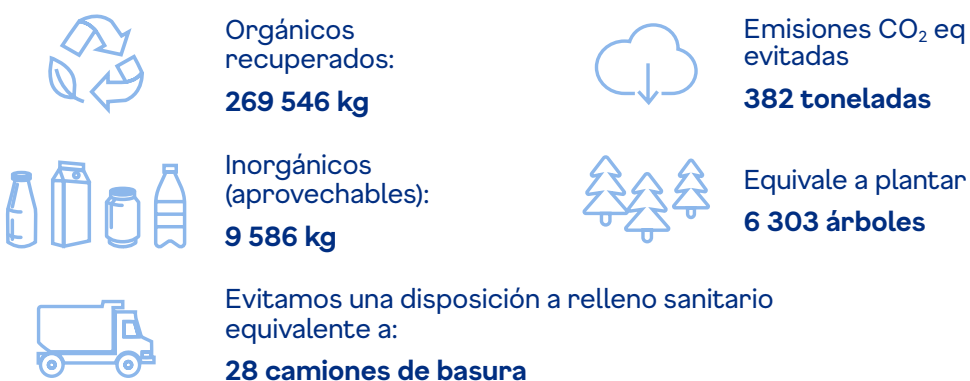 Orgánicos
recuperados:
269 546 kg
Emisiones CO₂ eq
evitadas
382 toneladas
Inorgánicos
(aprovechables):
9 586 kg
Equivale a plantar
6 303 árboles
Evitamos una disposición a relleno sanitario
equivalente a:
28 camiones de basura